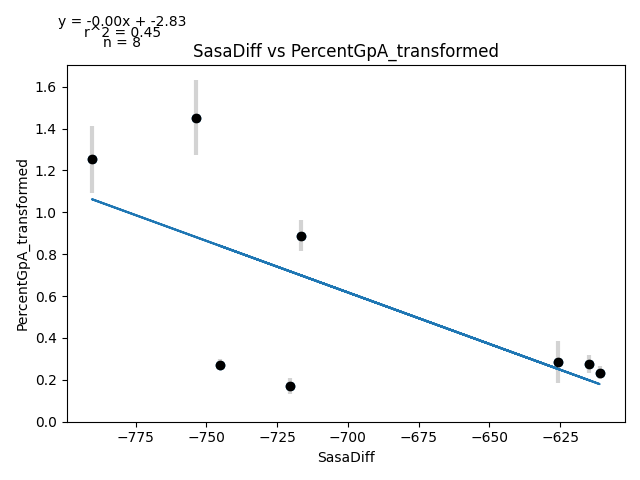 y = -0.00x + -2.83
r^2 = 0.45
n = 8
SasaDiff vs PercentGpA_transformed
PercentGpA_transformed
1.6
1.4
1.2
1.0
0.8
0.6
0.4
0.2
0.0
−775 −750 −725 −700 −675 −650 −625
SasaDiff